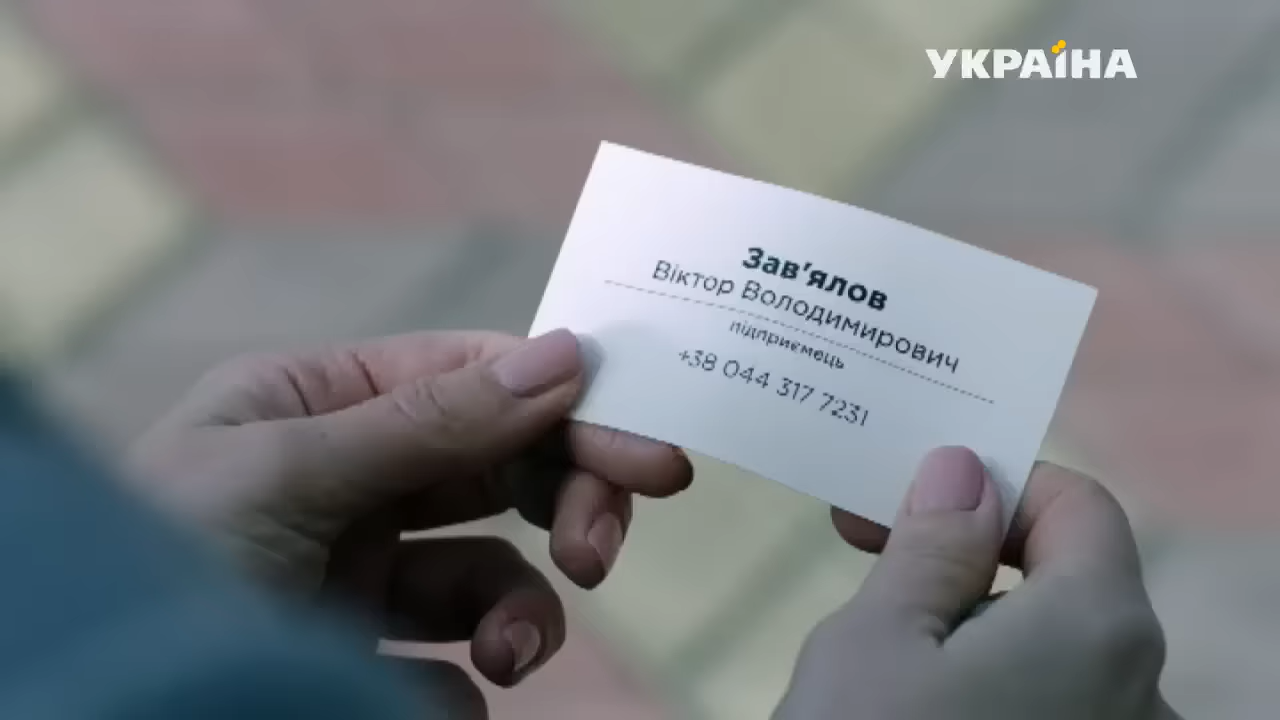 УКРАЇНА
Зав’ялов
Віктор Володимирович
підприємець
+38 044 317 7231